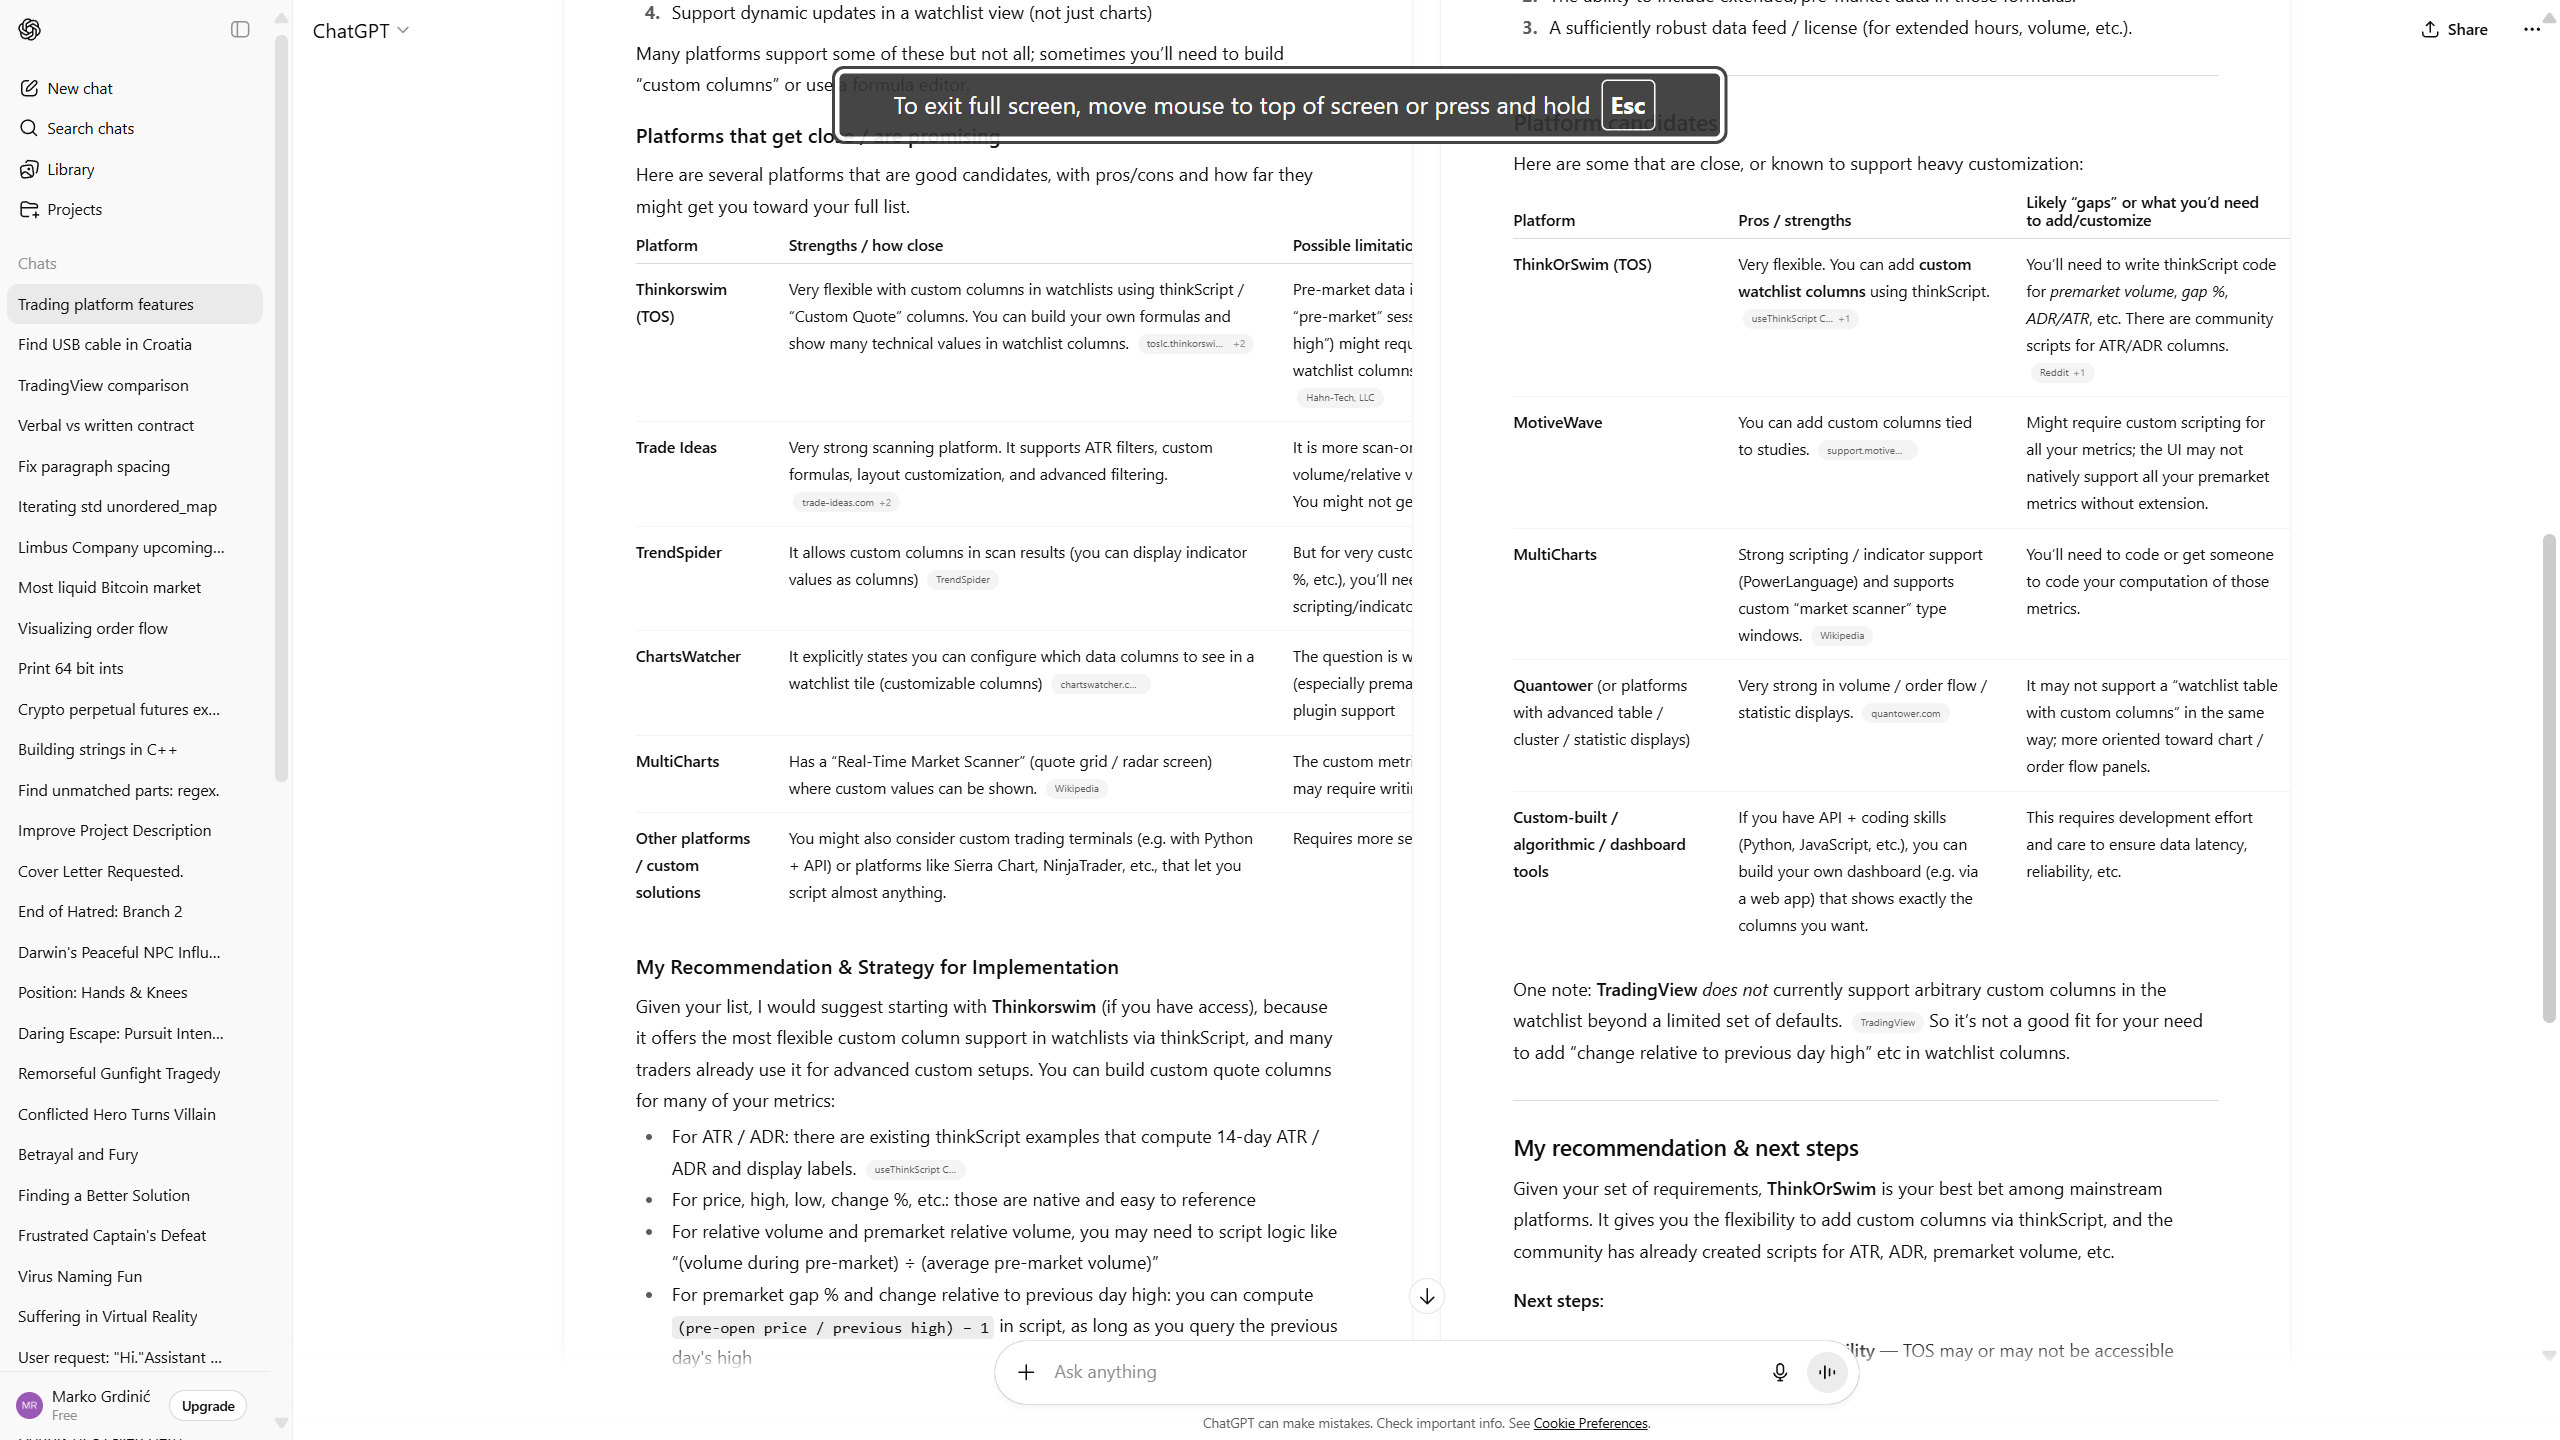 New chat
Search chats
Library
Projects
Chats
Trading platform features
Find USB cable in Croatia
TradingView comparison
Verbal vs written contract
Fix paragraph spacing
Iterating std unordered_map
Limbus Company upcoming...
Most liquid Bitcoin market
Visualizing order flow
Print 64 bit ints
Crypto perpetual futures ex...
Building strings in C++
Find unmatched parts: regex.
Improve Project Description
Cover Letter Requested.
End of Hatred: Branch 2
Darwin's Peaceful NPC Influ...
Position: Hands & Knees
Daring Escape: Pursuit Inten...
Remorseful Gunfight Tragedy
Conflicted Hero Turns Villain
Betrayal and Fury
Finding a Better Solution
Frustrated Captain's Defeat
Virus Naming Fun
Suffering in Virtual Reality
User request: "Hi."Assistant ...
MR
Marko Grdinić
Free
Upgrade
ChatGPT
Share
To exit full screen, move mouse to top of screen or press and hold Esc
4. Support dynamic updates in a watchlist view (not just charts)
Many platforms support some of these but not all; sometimes you’ll need to build
“custom columns” or use a formula editor.
Platforms that get close / are promising
Here are several platforms that are good candidates, with pros/cons and how far they
might get you toward your full list.
Platform Strengths / how close Possible limitatio
Thinkorswim
(TOS)
Very flexible with custom columns in watchlists using thinkScript /
“Custom Quote” columns. You can build your own formulas and
show many technical values in watchlist columns. toslc.thinkorswi... +2
Pre-market data i
“pre-market” sess
high”) might requ
watchlist columns
Hahn-Tech, LLC
Trade Ideas
Very strong scanning platform. It supports ATR filters, custom
formulas, layout customization, and advanced filtering.
trade-ideas.com +2
It is more scan-or
volume/relative v
You might not ge
TrendSpider
It allows custom columns in scan results (you can display indicator
values as columns) TrendSpider
But for very custo
%, etc.), you’ll nee
scripting/indicato
ChartsWatcher
It explicitly states you can configure which data columns to see in a
watchlist tile (customizable columns) chartswatcher.c...
The question is w
(especially prema
plugin support
MultiCharts
Has a “Real-Time Market Scanner” (quote grid / radar screen)
where custom values can be shown. Wikipedia
The custom metri
may require writi
Other platforms
/ custom
solutions
You might also consider custom trading terminals (e.g. with Python
+ API) or platforms like Sierra Chart, NinjaTrader, etc., that let you
script almost anything.
Requires more se
My Recommendation & Strategy for Implementation
Given your list, I would suggest starting with Thinkorswim (if you have access), because
it offers the most flexible custom column support in watchlists via thinkScript, and many
traders already use it for advanced custom setups. You can build custom quote columns
for many of your metrics:
• For ATR / ADR: there are existing thinkScript examples that compute 14-day ATR /
ADR and display labels. useThinkScript C...
• For price, high, low, change %, etc.: those are native and easy to reference
• For relative volume and premarket relative volume, you may need to script logic like
“(volume during pre-market) ÷ (average pre-market volume)”
• For premarket gap % and change relative to previous day high: you can compute
(pre-open price / previous high) – 1 in script, as long as you query the previous
day's high
3. A sufficiently robust data feed / license (for extended hours, volume, etc.).
Platform candidates
Here are some that are close, or known to support heavy customization:
Platform Pros / strengths Likely “gaps” or what you’d need
to add/customize
ThinkOrSwim (TOS)
Very flexible. You can add custom
watchlist columns using thinkScript.
useThinkScript C... +1
You’ll need to write thinkScript code
for premarket volume, gap %,
ADR/ATR, etc. There are community
scripts for ATR/ADR columns.
Reddit +1
MotiveWave
You can add custom columns tied
to studies. support.motive...
Might require custom scripting for
all your metrics; the UI may not
natively support all your premarket
metrics without extension.
MultiCharts
Strong scripting / indicator support
(PowerLanguage) and supports
custom “market scanner” type
windows. Wikipedia
You’ll need to code or get someone
to code your computation of those
metrics.
Quantower (or platforms
with advanced table /
cluster / statistic displays)
Very strong in volume / order flow /
statistic displays. quantower.com
It may not support a “watchlist table
with custom columns” in the same
way; more oriented toward chart /
order flow panels.
Custom-built /
algorithmic / dashboard
tools
If you have API + coding skills
(Python, JavaScript, etc.), you can
build your own dashboard (e.g. via
a web app) that shows exactly the
columns you want.
This requires development effort
and care to ensure data latency,
reliability, etc.
One note: TradingView does not currently support arbitrary custom columns in the
watchlist beyond a limited set of defaults. TradingView So it’s not a good fit for your need
to add “change relative to previous day high” etc in watchlist columns.
My recommendation & next steps
Given your set of requirements, ThinkOrSwim is your best bet among mainstream
platforms. It gives you the flexibility to add custom columns via thinkScript, and the
community has already created scripts for ATR, ADR, premarket volume, etc.
Next steps:
ility — TOS may or may not be accessible
Ask anything
ChatGPT can make mistakes. Check important info. See Cookie Preferences.